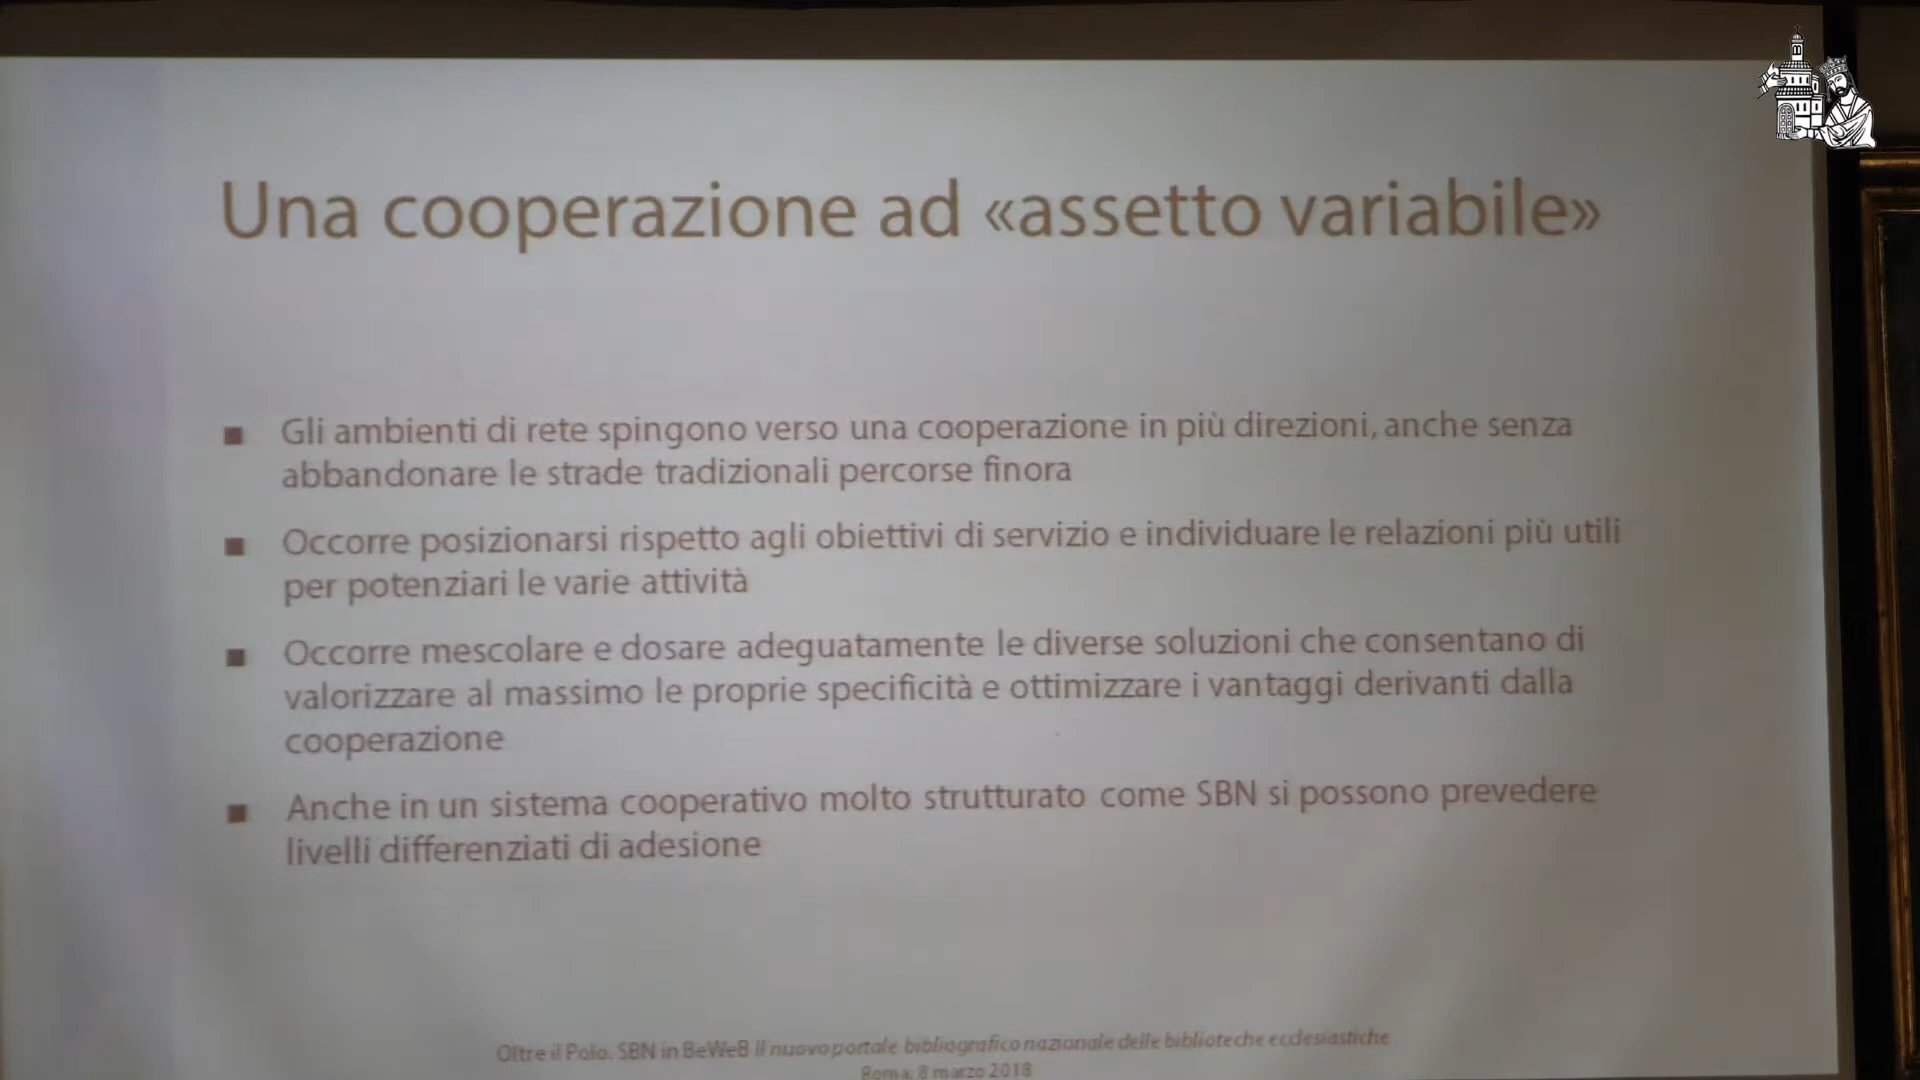 Una cooperazione ad «assetto variabile»
Gli ambienti di rete spingono verso una cooperazione in più direzioni, anche senza
abbandonare le strade tradizionali percorse finora
Occorre posizionarsi rispetto agli obiettivi di servizio e individuare le relazioni più utili
per potenziari le varie attività
Occorre mescolare e dosare adeguatamente le diverse soluzioni che consentano di
valorizzare al massimo le proprie specificità e ottimizzare i vantaggi derivanti dalla
cooperazione
Anche in un sistema cooperativo molto strutturato come SBN si possono prevedere
livelli differenziati di adesione
Oltre il Polo. SBN in BeWeB Il nuovo portale bibliografico nazionale delle biblioteche ecclesiastiche
Roma, 8 marzo 2018